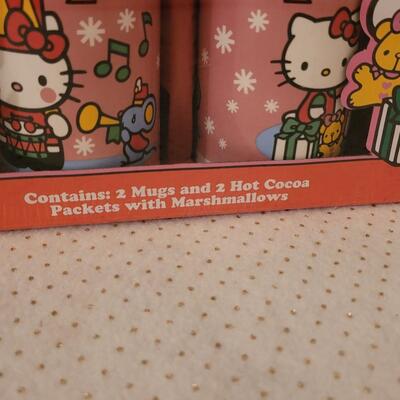 Contains: 2 Mugs and 2 Hot Cocoa
Packets with Marshmallows